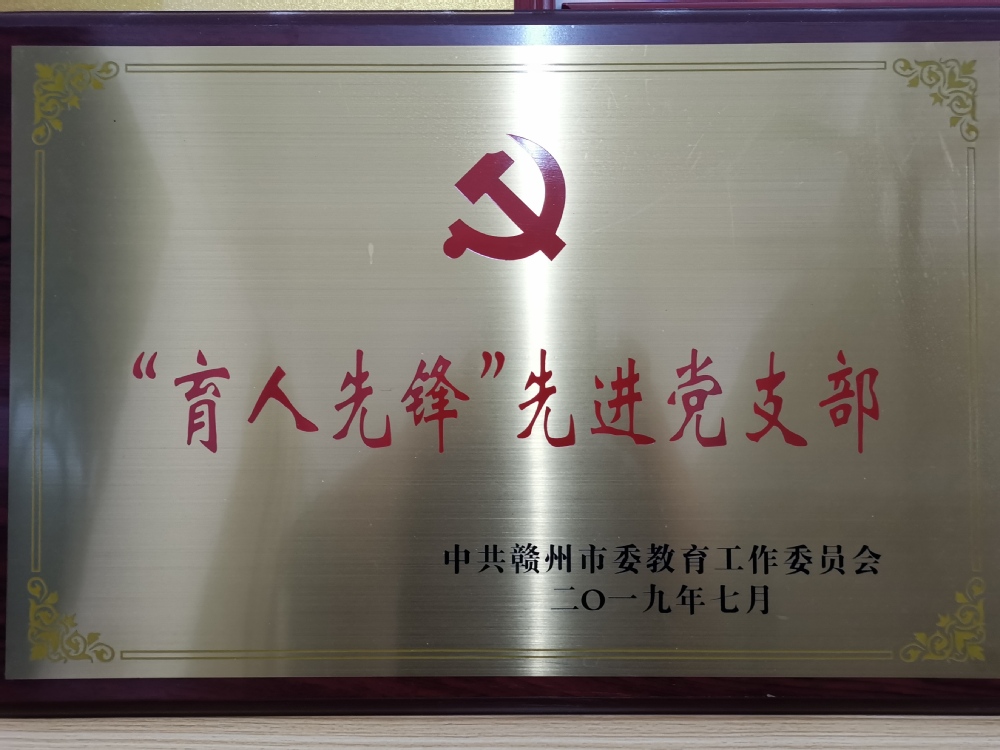 “育人先锋”先进党支部
中共赣州市委教育工作委员会
二O一九年七月